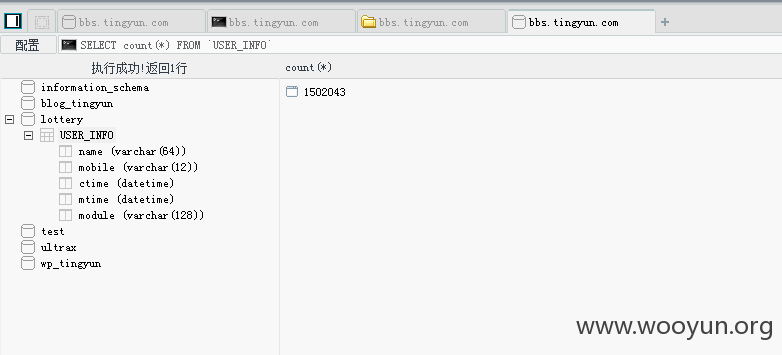 bbs.tingyun.com
bbs.tingyun.com
bbs.tingyun.com
bbs.tingyun.com
配置
SELECT count(*) FROM `USER_INFO`
执行成功!返回1行
count(*)
1502043
information_schema
blog_tingyun
lottery
USER_INFO
name (varchar(64))
mobile (varchar(12))
ctime (datetime)
mtime (datetime)
module (varchar(128))
test
ultrax
wp_tingyun
www.wooyun.org